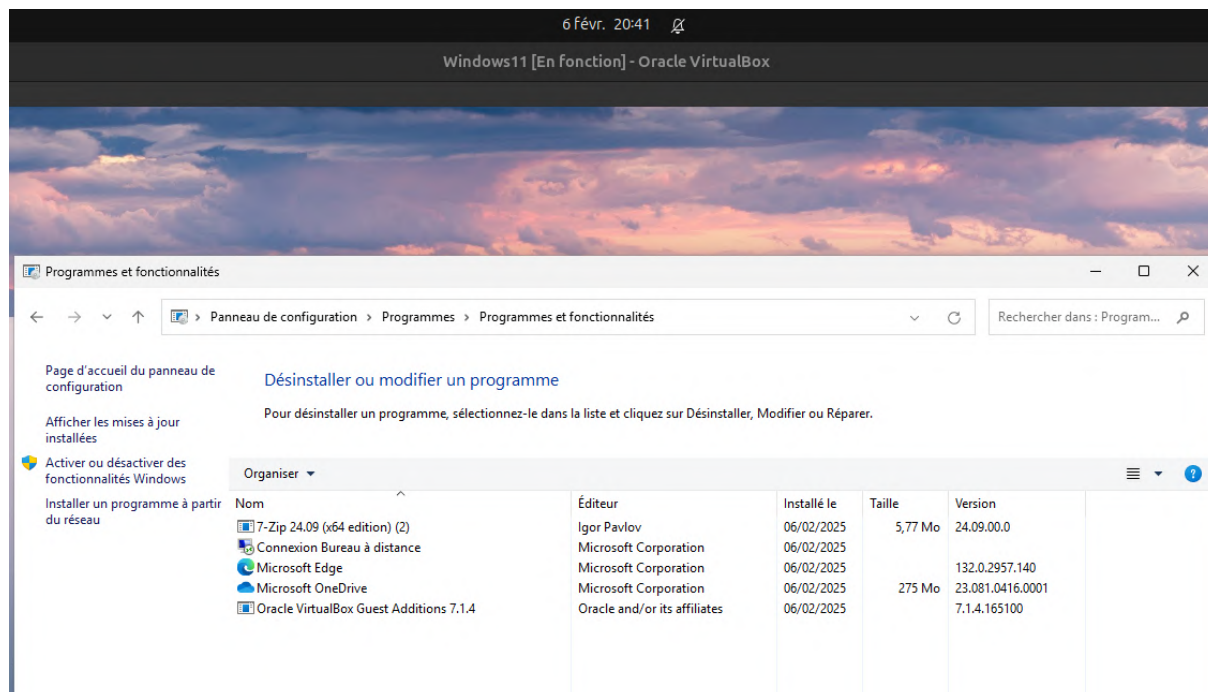 6 févr. 20:41
Windows11 [En fonction] - Oracle VirtualBox
Programmes et fonctionnalités
Panneau de configuration > Programmes > Programmes et fonctionnalités
Rechercher dans : Program...
Page d'accueil du panneau de
configuration
Afficher les mises à jour
installées
Activer ou désactiver des
fonctionnalités Windows
Installer un programme à partir
du réseau
Désinstaller ou modifier un programme
Pour désinstaller un programme, sélectionnez-le dans la liste et cliquez sur Désinstaller, Modifier ou Réparer.
Organiser
Nom Éditeur Installé le Taille Version
7-Zip 24.09 (x64 edition) (2) Igor Pavlov 06/02/2025 5,77 Mo 24.09.00.0
Connexion Bureau à distance Microsoft Corporation 06/02/2025
Microsoft Edge Microsoft Corporation 06/02/2025 132.0.2957.140
Microsoft OneDrive Microsoft Corporation 06/02/2025 275 Mo 23.081.0416.0001
Oracle VirtualBox Guest Additions 7.1.4 Oracle and/or its affiliates 06/02/2025 7.1.4.165100